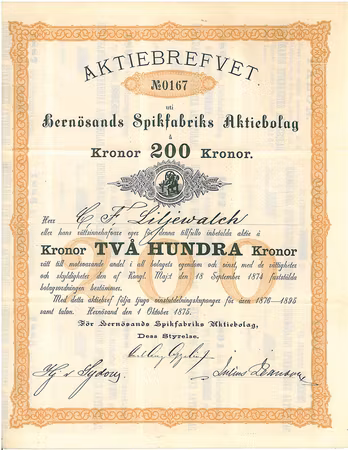 AKTIEBREFVET
№0167
uti
Hernösands Spikfabriks Aktiebolag
à
Kronor 200 Kronor.
Herr C F Liljewalch
eller hans rättsinnehafvare eger för denna tillfullo inbetalda aktie à
Kronor TVÅ HUNDRA Kronor
rätt till motsvarande andel i all bolagets egendom och vinst, med de rättigheter
och skyldigheter den af Kongl. Maj:t den 18 September 1874 fastställda
bolagsordningen bestämmer.
Med detta aktiebref följa tjugo vinstutdelningskuponger för åren 1876–1895
samt talon. Hernösand den 1 Oktober 1875.
För Hernösands Spikfabriks Aktiebolag,
Dess Styrelse.
Julius